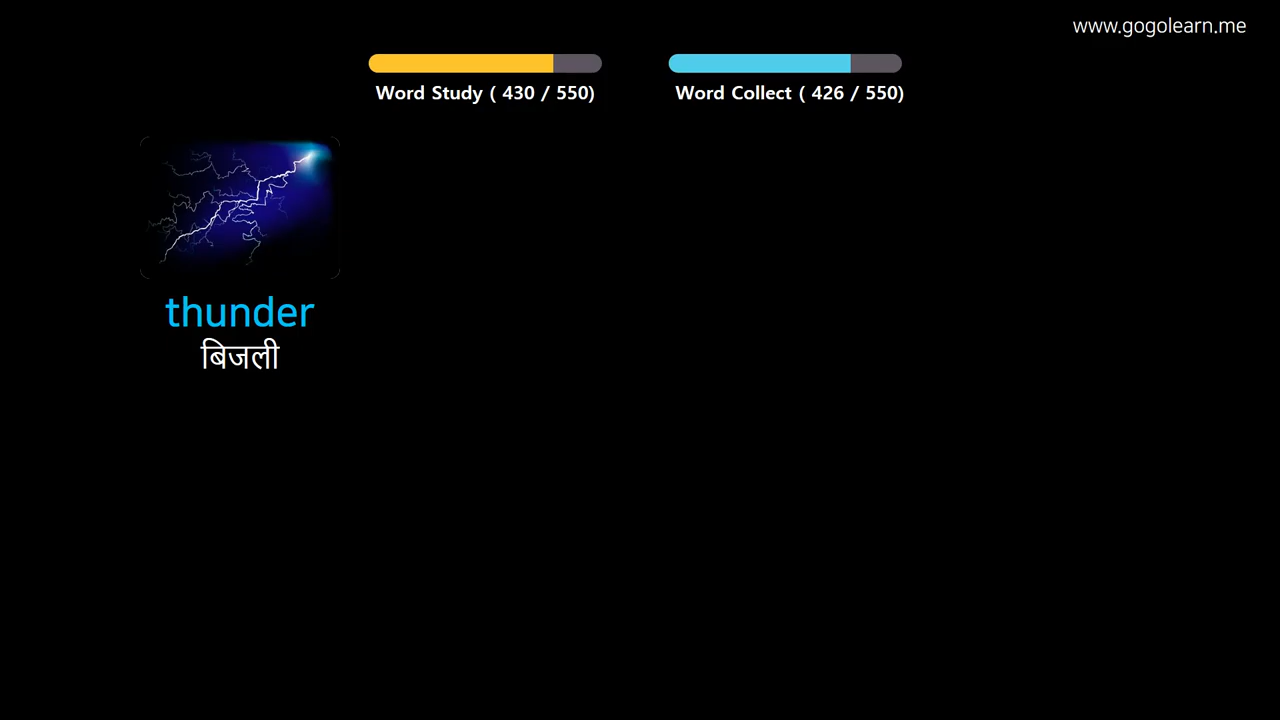 www.gogolearn.me
Word Study ( 430 / 550)
Word Collect ( 426 / 550)
thunder
बिजली